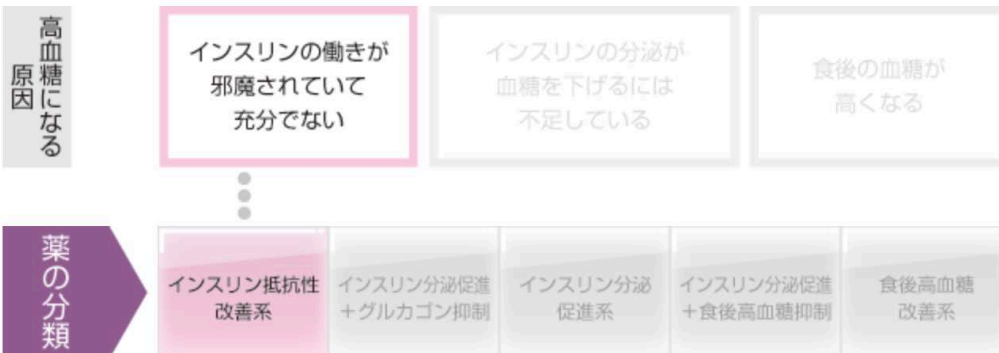 高血糖になる
原因
インスリンの働きが
邪魔されていて
充分でない
インスリンの分泌が
血糖を下げるには
不足している
食後の血糖が
高くなる
薬の分類
インスリン抵抗性
改善系
インスリン分泌促進
＋グルカゴン抑制
インスリン分泌
促進系
インスリン分泌促進
＋食後高血糖抑制
食後高血糖
改善系